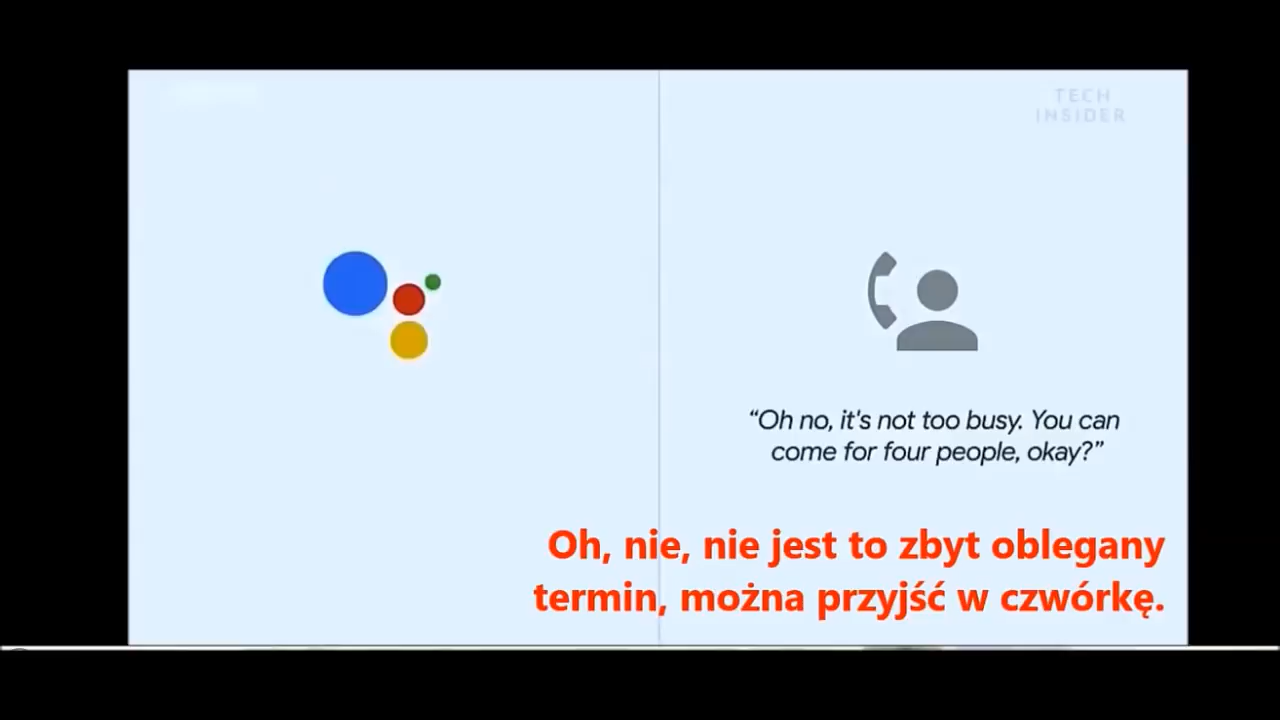 TECH
INSIDER
“Oh no, it's not too busy. You can
come for four people, okay?”
Oh, nie, nie jest to zbyt oblegany
termin, można przyjść w czwórkę.